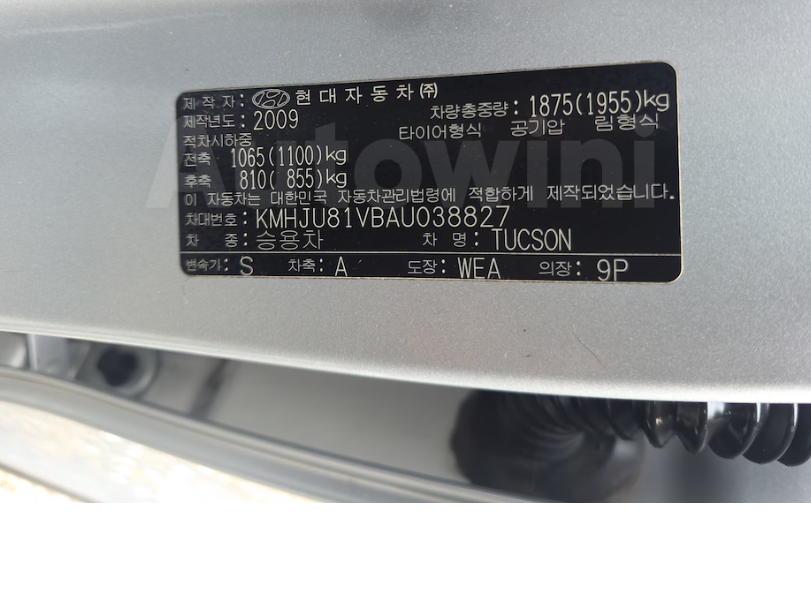 제 작 자: 현대자동차(주)
제작년도: 2009 차량총중량: 1875(1955)kg
적차시하중 타이어형식 공기압 림형식
전축 1065(1100)kg
후축 810( 855)kg
이 자동차는 대한민국 자동차관리법령에 적합하게 제작되었습니다
차대번호: KMHJU81VBAU038827
차 종: 승용차 차 명: TUCSON
변속기: S 차축: A 도장: WEA 의장: 9P
Autowini